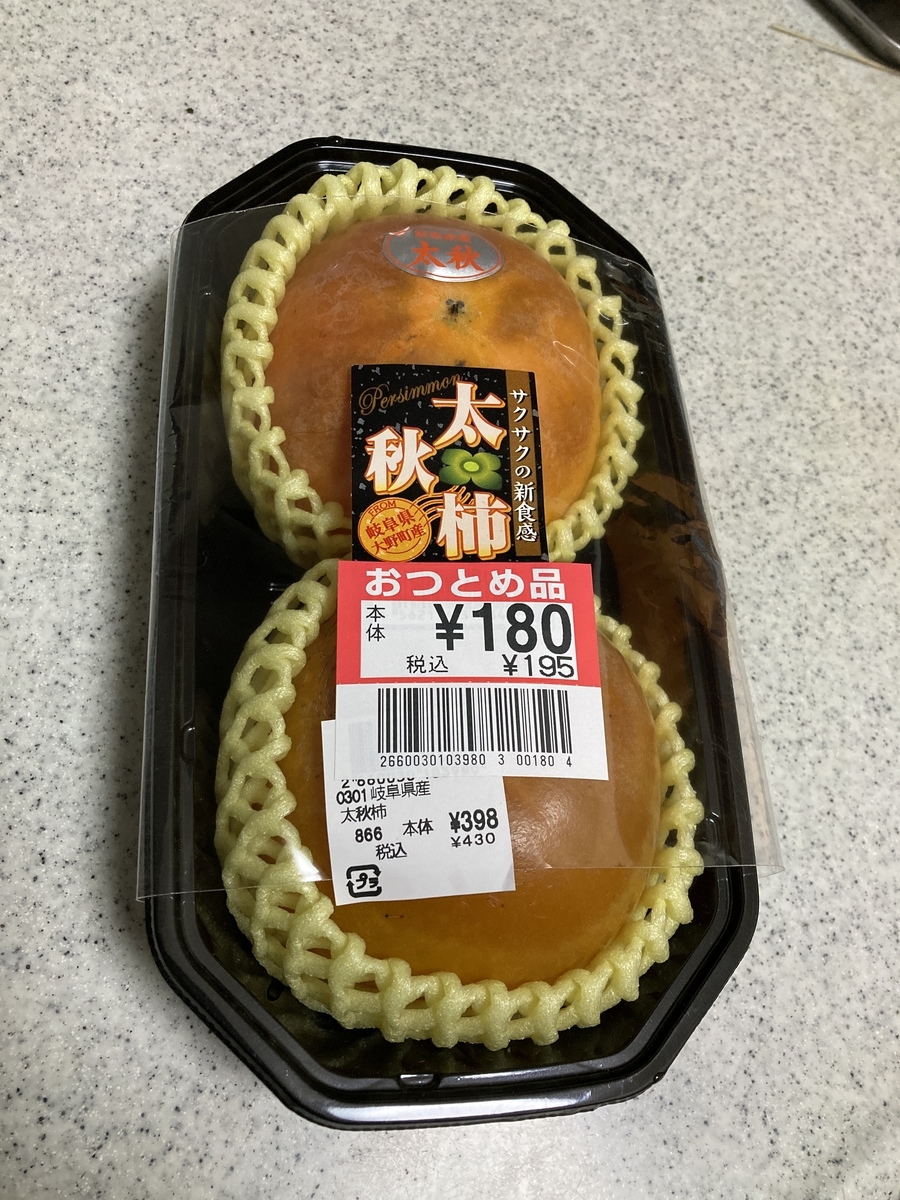 太秋
Persimmon
太秋柿
サクサクの新食感
FROM
岐阜県
大野町産
おつとめ品
本体 ¥180
税込 ¥195
2660030103980 3 00180 4
0301 岐阜県産
太秋柿
866 本体 ¥398
税込 ¥430
プラ